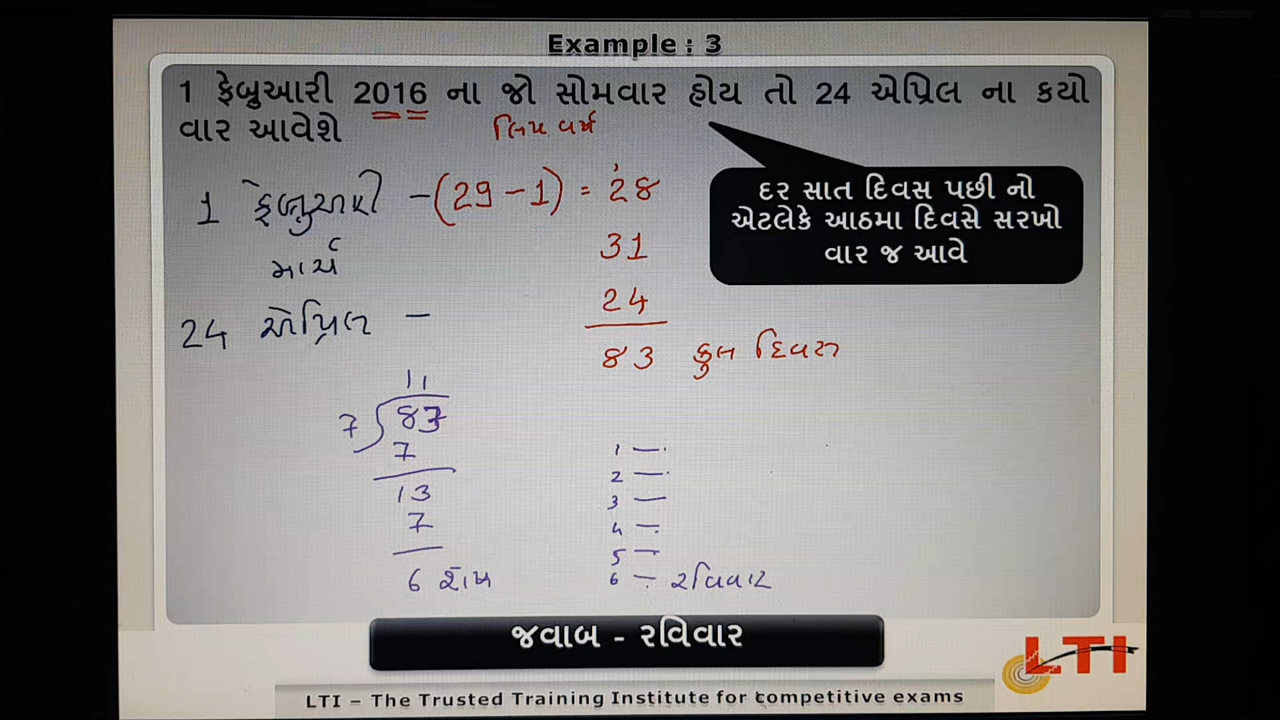 Example : 3
1 ફેબ્રુઆરી 2016 ના જો સોમવાર હોય તો 24 એપ્રિલ ના કયો
વાર આવેશે
લિપ વર્ષ
દર સાત દિવસ પછી નો
એટલેકે આઠમા દિવસે સરખો
વાર જ આવે
1 ફેબ્રુઆરી - (29 - 1) = 28
માર્ચ 31
24 એપ્રિલ - 24
83 કુલ દિવસ
11
7 83
7
13
7
6 શેષ
1 —
2 —
3 —
4 —
5 —
6 — રવિવાર
જવાબ - રવિવાર
LTI
LTI – The Trusted Training Institute for competitive exams